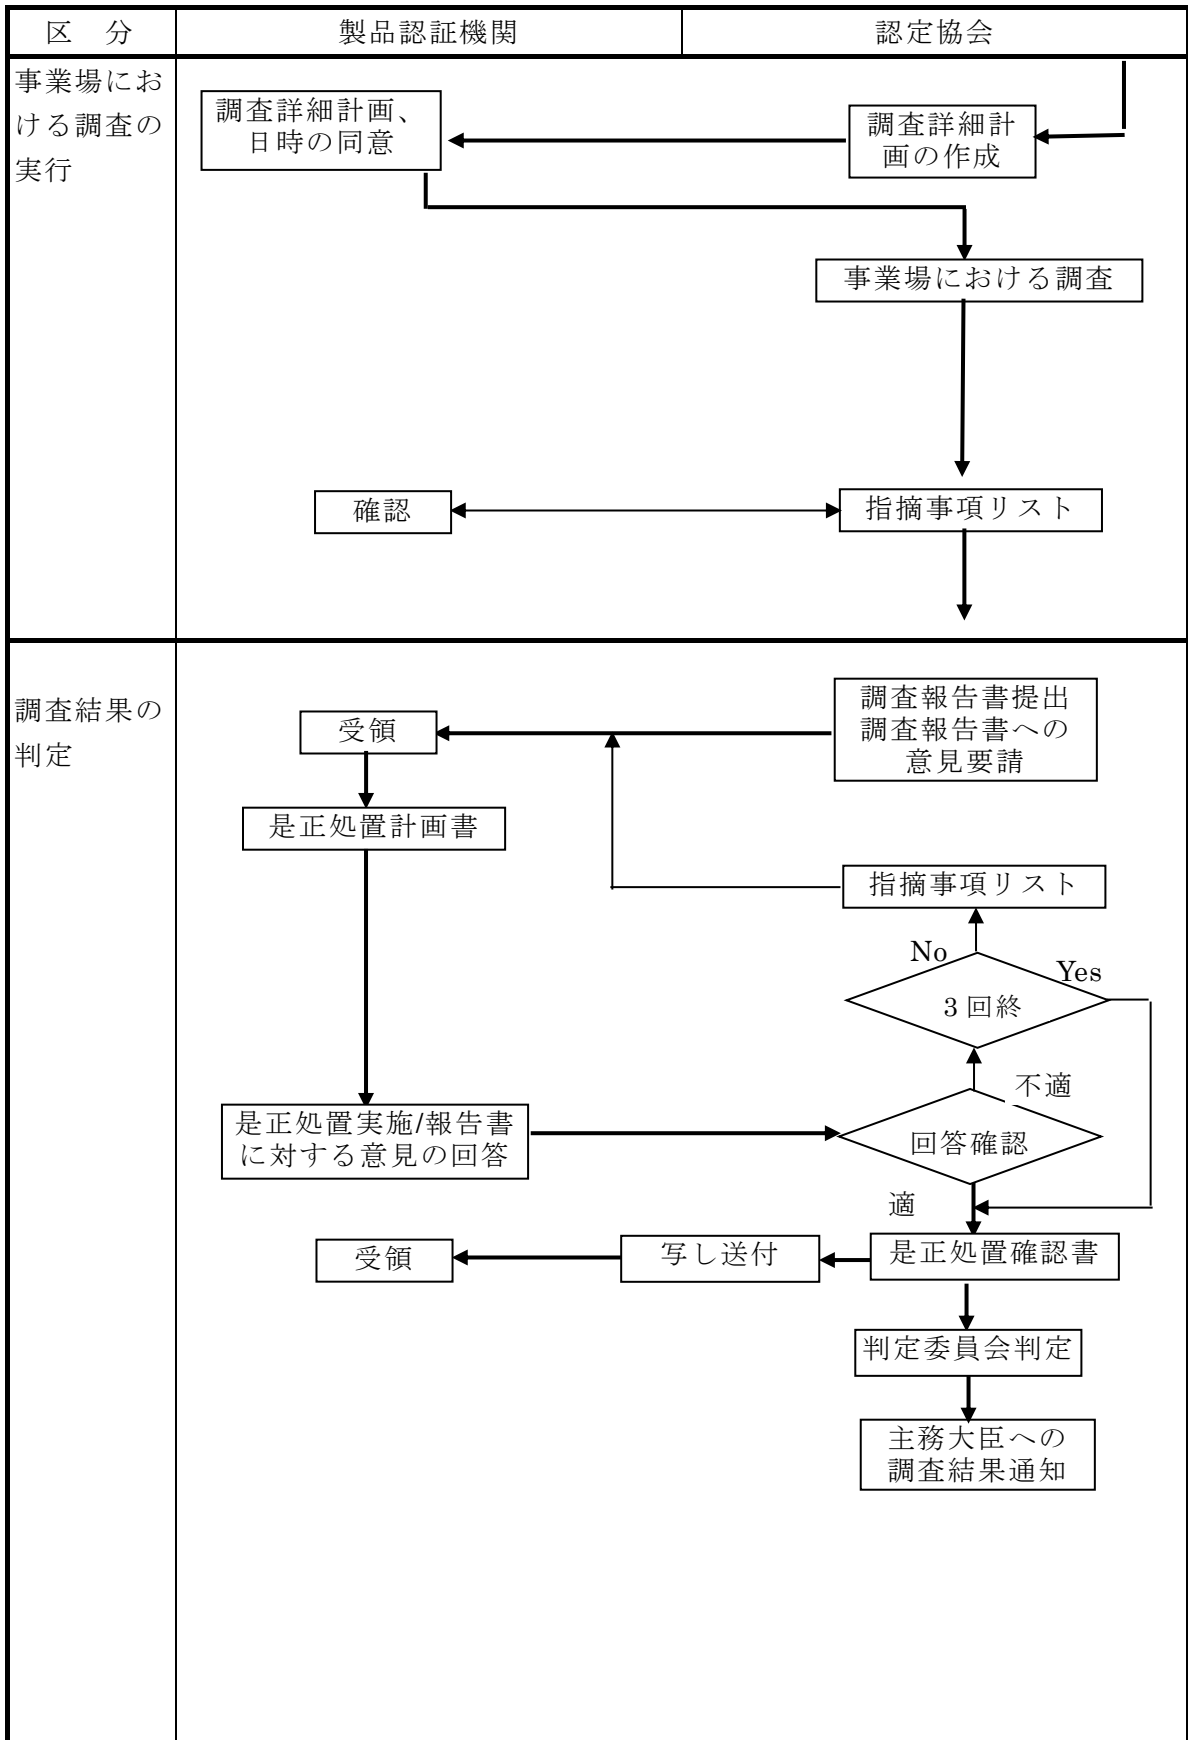 区　分
製品認証機関
認定協会
事業場にお
ける調査の
実行
調査詳細計画、
日時の同意
調査詳細計
画の作成
事業場における調査
確認
指摘事項リスト
調査結果の
判定
調査報告書提出
調査報告書への
意見要請
受領
是正処置計画書
指摘事項リスト
No
Yes
3回終
不適
是正処置実施/報告書
に対する意見の回答
回答確認
適
受領
写し送付
是正処置確認書
判定委員会判定
主務大臣への
調査結果通知